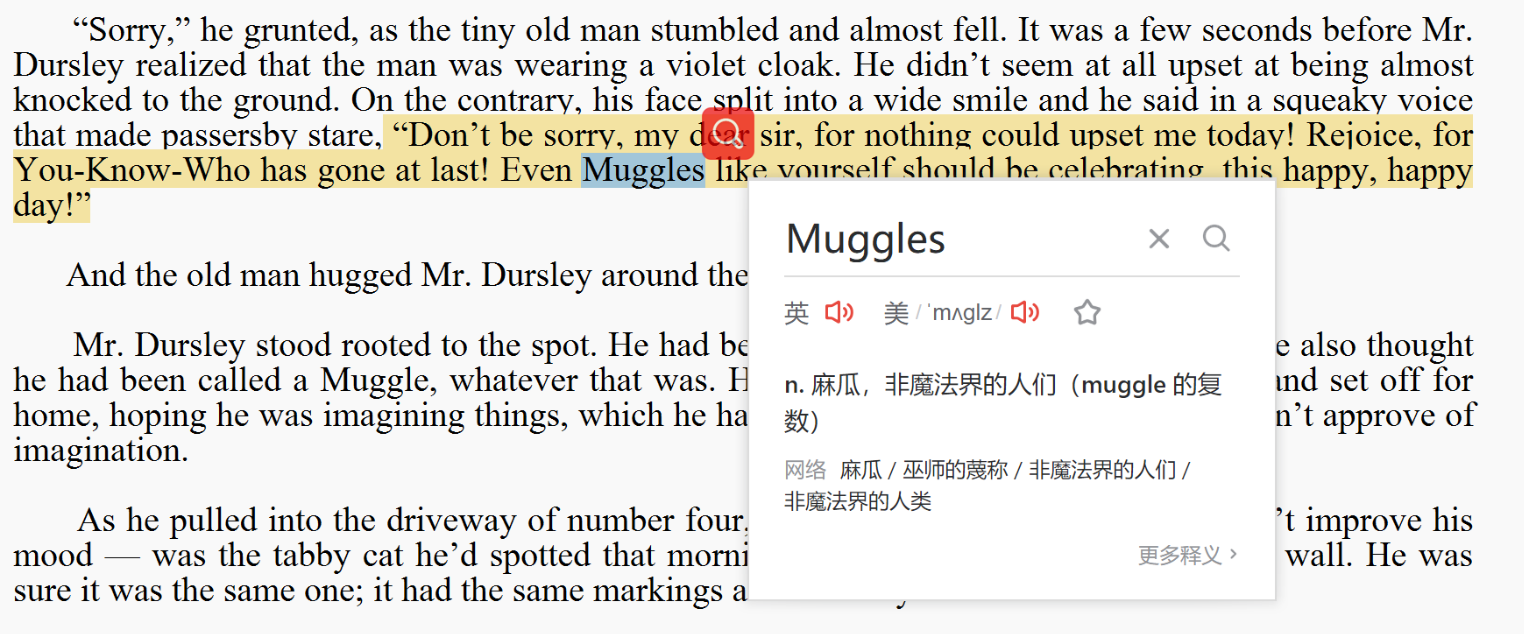 “Sorry,” he grunted, as the tiny old man stumbled and almost fell. It was a few seconds before Mr.
Dursley realized that the man was wearing a violet cloak. He didn’t seem at all upset at being almost
knocked to the ground. On the contrary, his face split into a wide smile and he said in a squeaky voice
that made passersby stare, “Don’t be sorry, my dear sir, for nothing could upset me today! Rejoice, for
You-Know-Who has gone at last! Even Muggles like yourself should be celebrating, this happy, happy
day!”
And the old man hugged Mr. Dursley around the
Mr. Dursley stood rooted to the spot. He had be
e also thought
he had been called a Muggle, whatever that was. H
and set off for
home, hoping he was imagining things, which he ha
n’t approve of
imagination.
As he pulled into the driveway of number four,
’t improve his
mood — was the tabby cat he’d spotted that morni
wall. He was
sure it was the same one; it had the same markings a
Muggles
英 美 / ˈmʌɡlz /
n. 麻瓜，非魔法界的人们（muggle 的复
数）
网络 麻瓜 / 巫师的蔑称 / 非魔法界的人们 /
非魔法界的人类
更多释义 ›